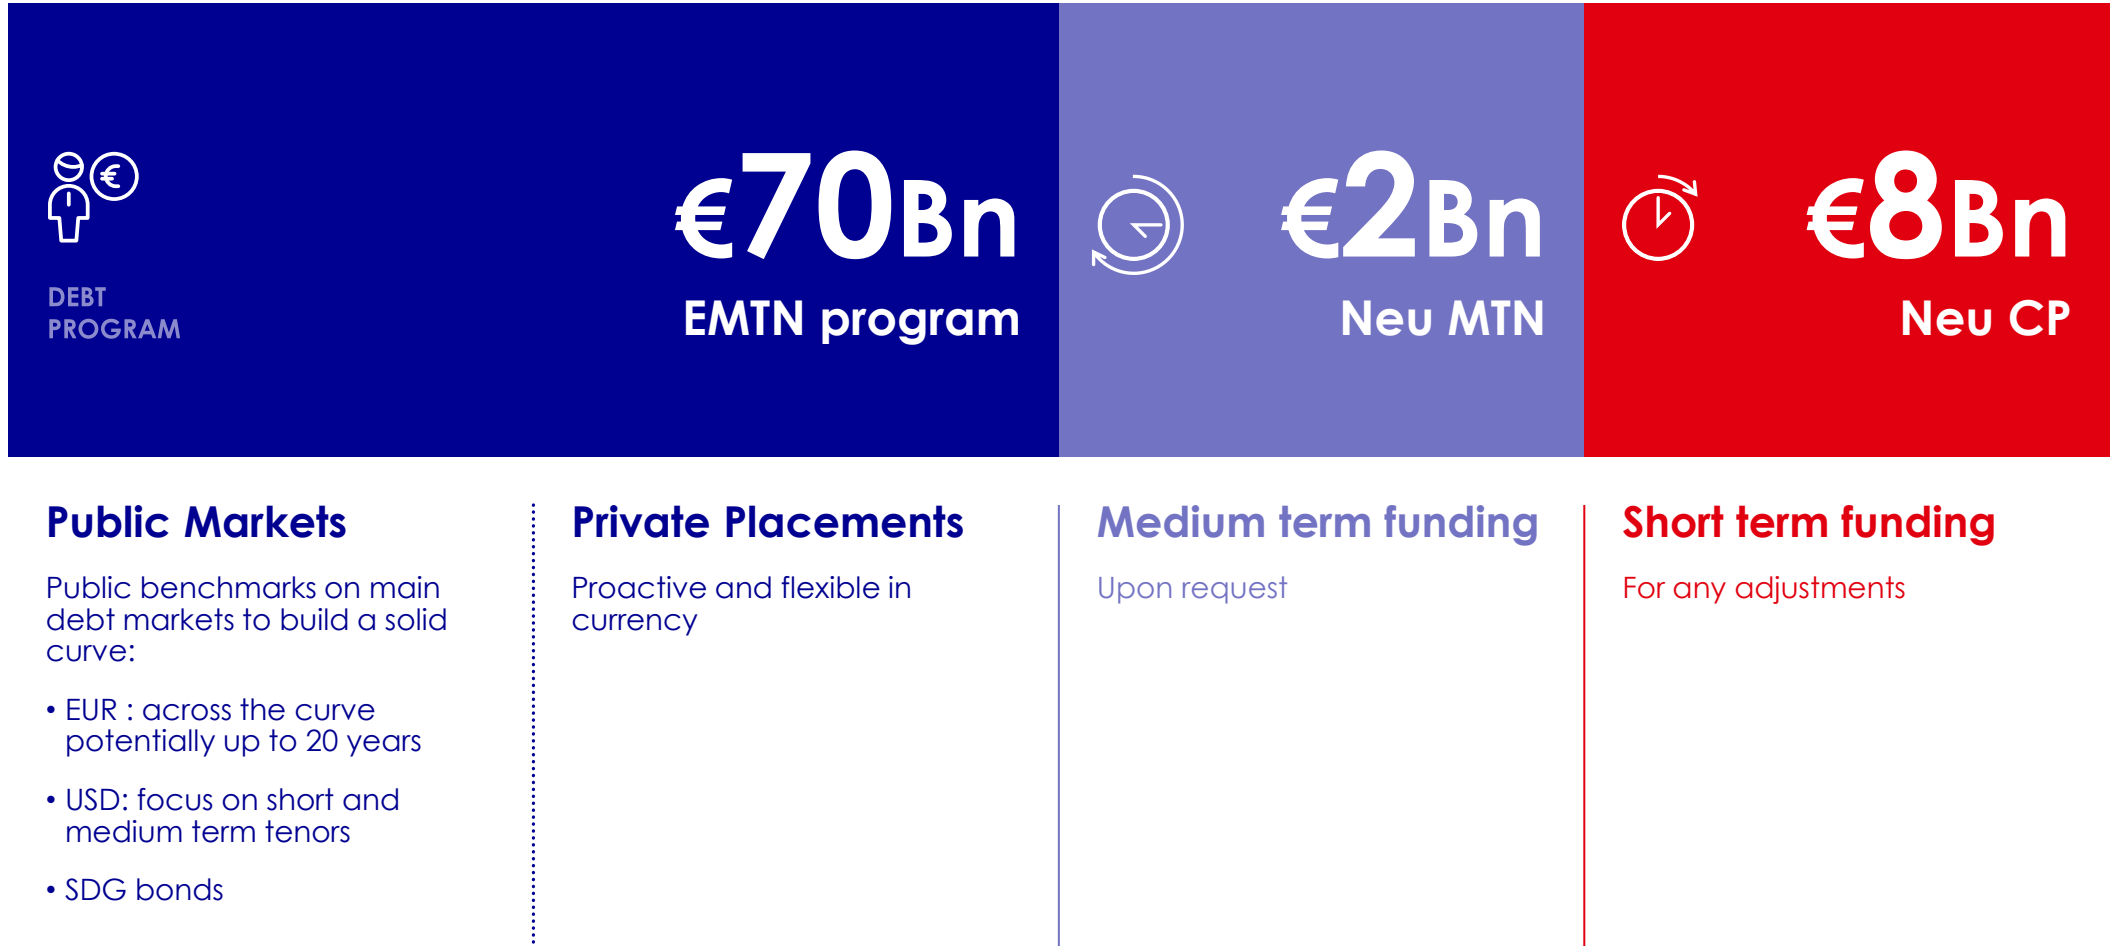 DEBT
PROGRAM
€70Bn
EMTN program
€2Bn
Neu MTN
€8Bn
Neu CP
Public Markets
Public benchmarks on main
debt markets to build a solid
curve:
• EUR : across the curve
potentially up to 20 years
• USD: focus on short and
medium term tenors
• SDG bonds
Private Placements
Proactive and flexible in
currency
Medium term funding
Upon request
Short term funding
For any adjustments